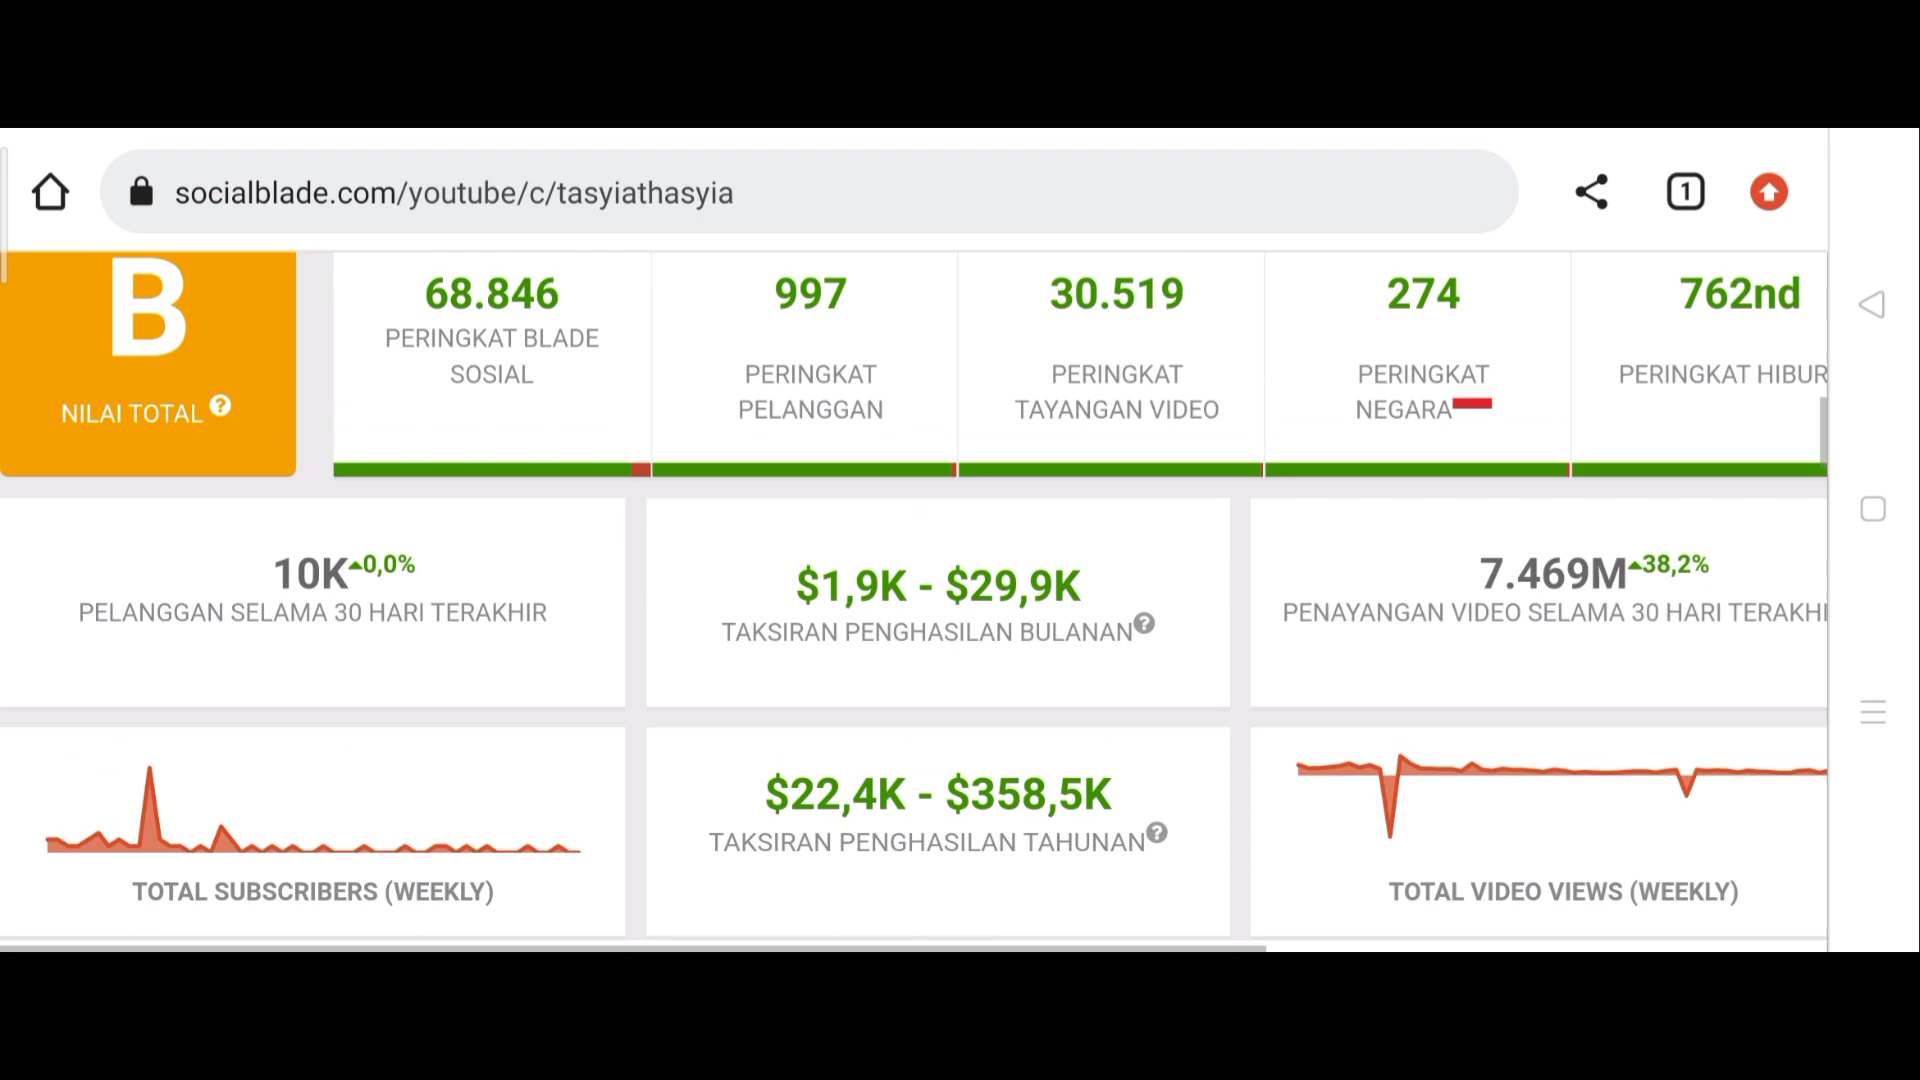 socialblade.com/youtube/c/tasyiathasyia
1
B
NILAI TOTAL ?
68.846
PERINGKAT BLADE
SOSIAL
997
PERINGKAT
PELANGGAN
30.519
PERINGKAT
TAYANGAN VIDEO
274
PERINGKAT
NEGARA
762nd
PERINGKAT HIBUR
10K 0,0%
PELANGGAN SELAMA 30 HARI TERAKHIR
$1,9K - $29,9K
TAKSIRAN PENGHASILAN BULANAN ?
7.469M 38,2%
PENAYANGAN VIDEO SELAMA 30 HARI TERAKHI
TOTAL SUBSCRIBERS (WEEKLY)
$22,4K - $358,5K
TAKSIRAN PENGHASILAN TAHUNAN ?
TOTAL VIDEO VIEWS (WEEKLY)